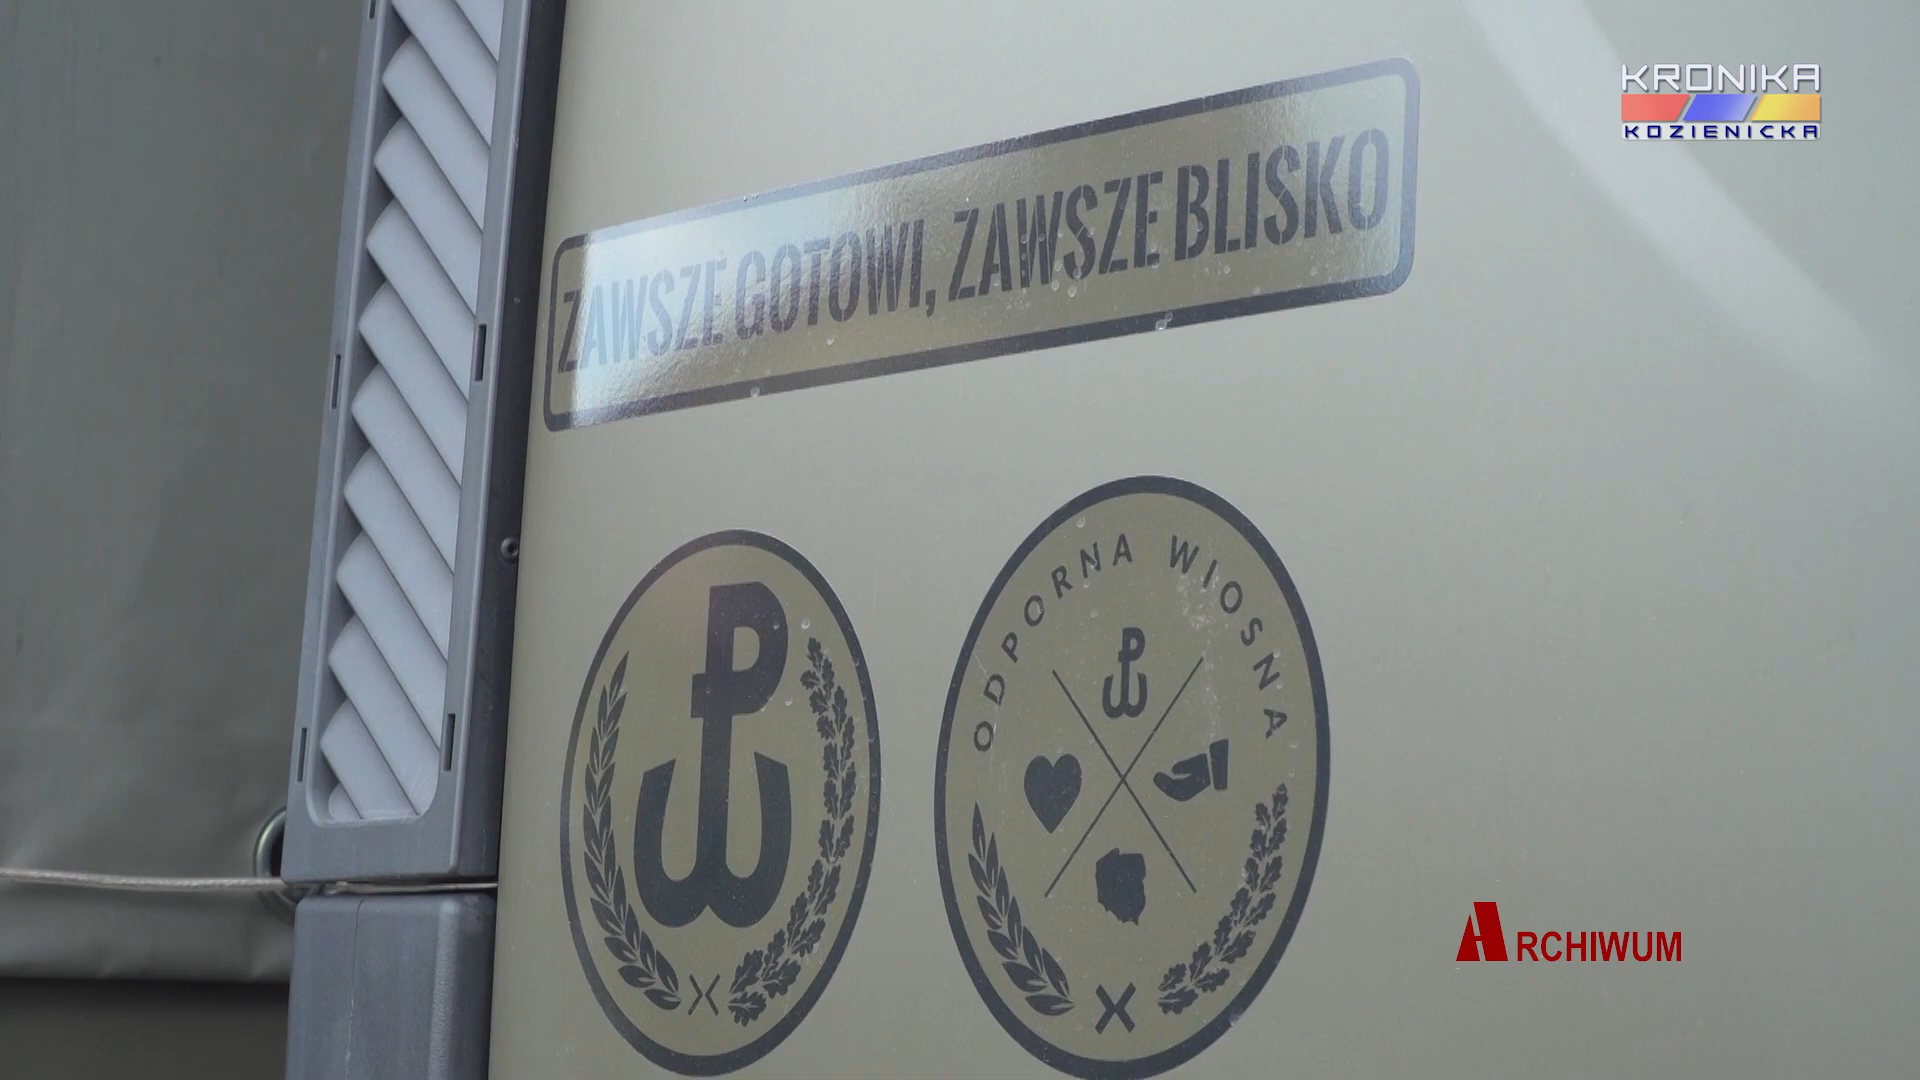 KRONIKA
KOZIENICKA
ZAWSZE GOTOWI, ZAWSZE BLISKO
ODPORNA WIOSNA
ARCHIWUM